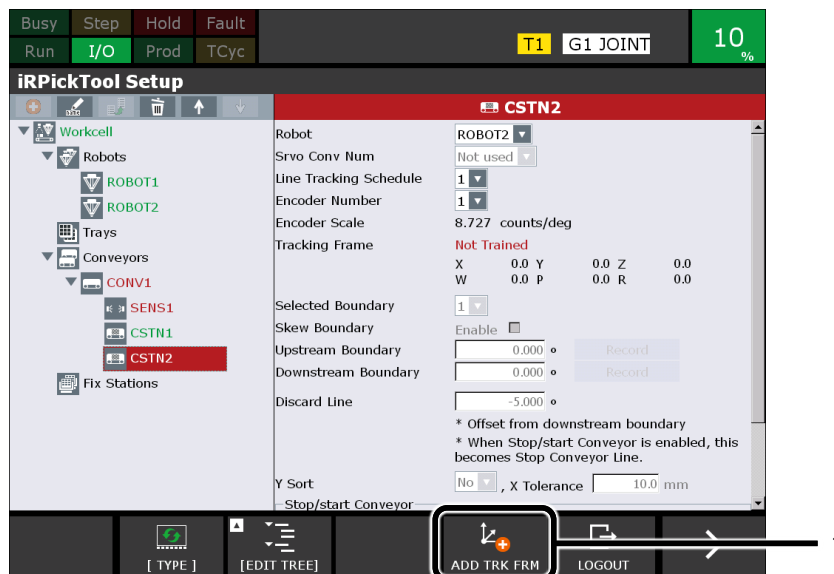 Busy Step Hold Fault
Run I/O Prod TCyc
T1 G1 JOINT 10 %
iRPickTool Setup
CSTN2
Workcell
Robots
ROBOT1
ROBOT2
Trays
Conveyors
CONV1
SENS1
CSTN1
CSTN2
Fix Stations
Robot ROBOT2
Srvo Conv Num Not used
Line Tracking Schedule 1
Encoder Number 1
Encoder Scale 8.727 counts/deg
Tracking Frame Not Trained
X 0.0 Y 0.0 Z 0.0
W 0.0 P 0.0 R 0.0
Selected Boundary 1
Skew Boundary Enable
Upstream Boundary 0.000 ° Record
Downstream Boundary 0.000 ° Record
Discard Line -5.000 °
* Offset from downstream boundary
* When Stop/start Conveyor is enabled, this
becomes Stop Conveyor Line.
Y Sort No , X Tolerance 10.0 mm
Stop/start Conveyor
[ TYPE ] [EDIT TREE] ADD TRK FRM LOGOUT